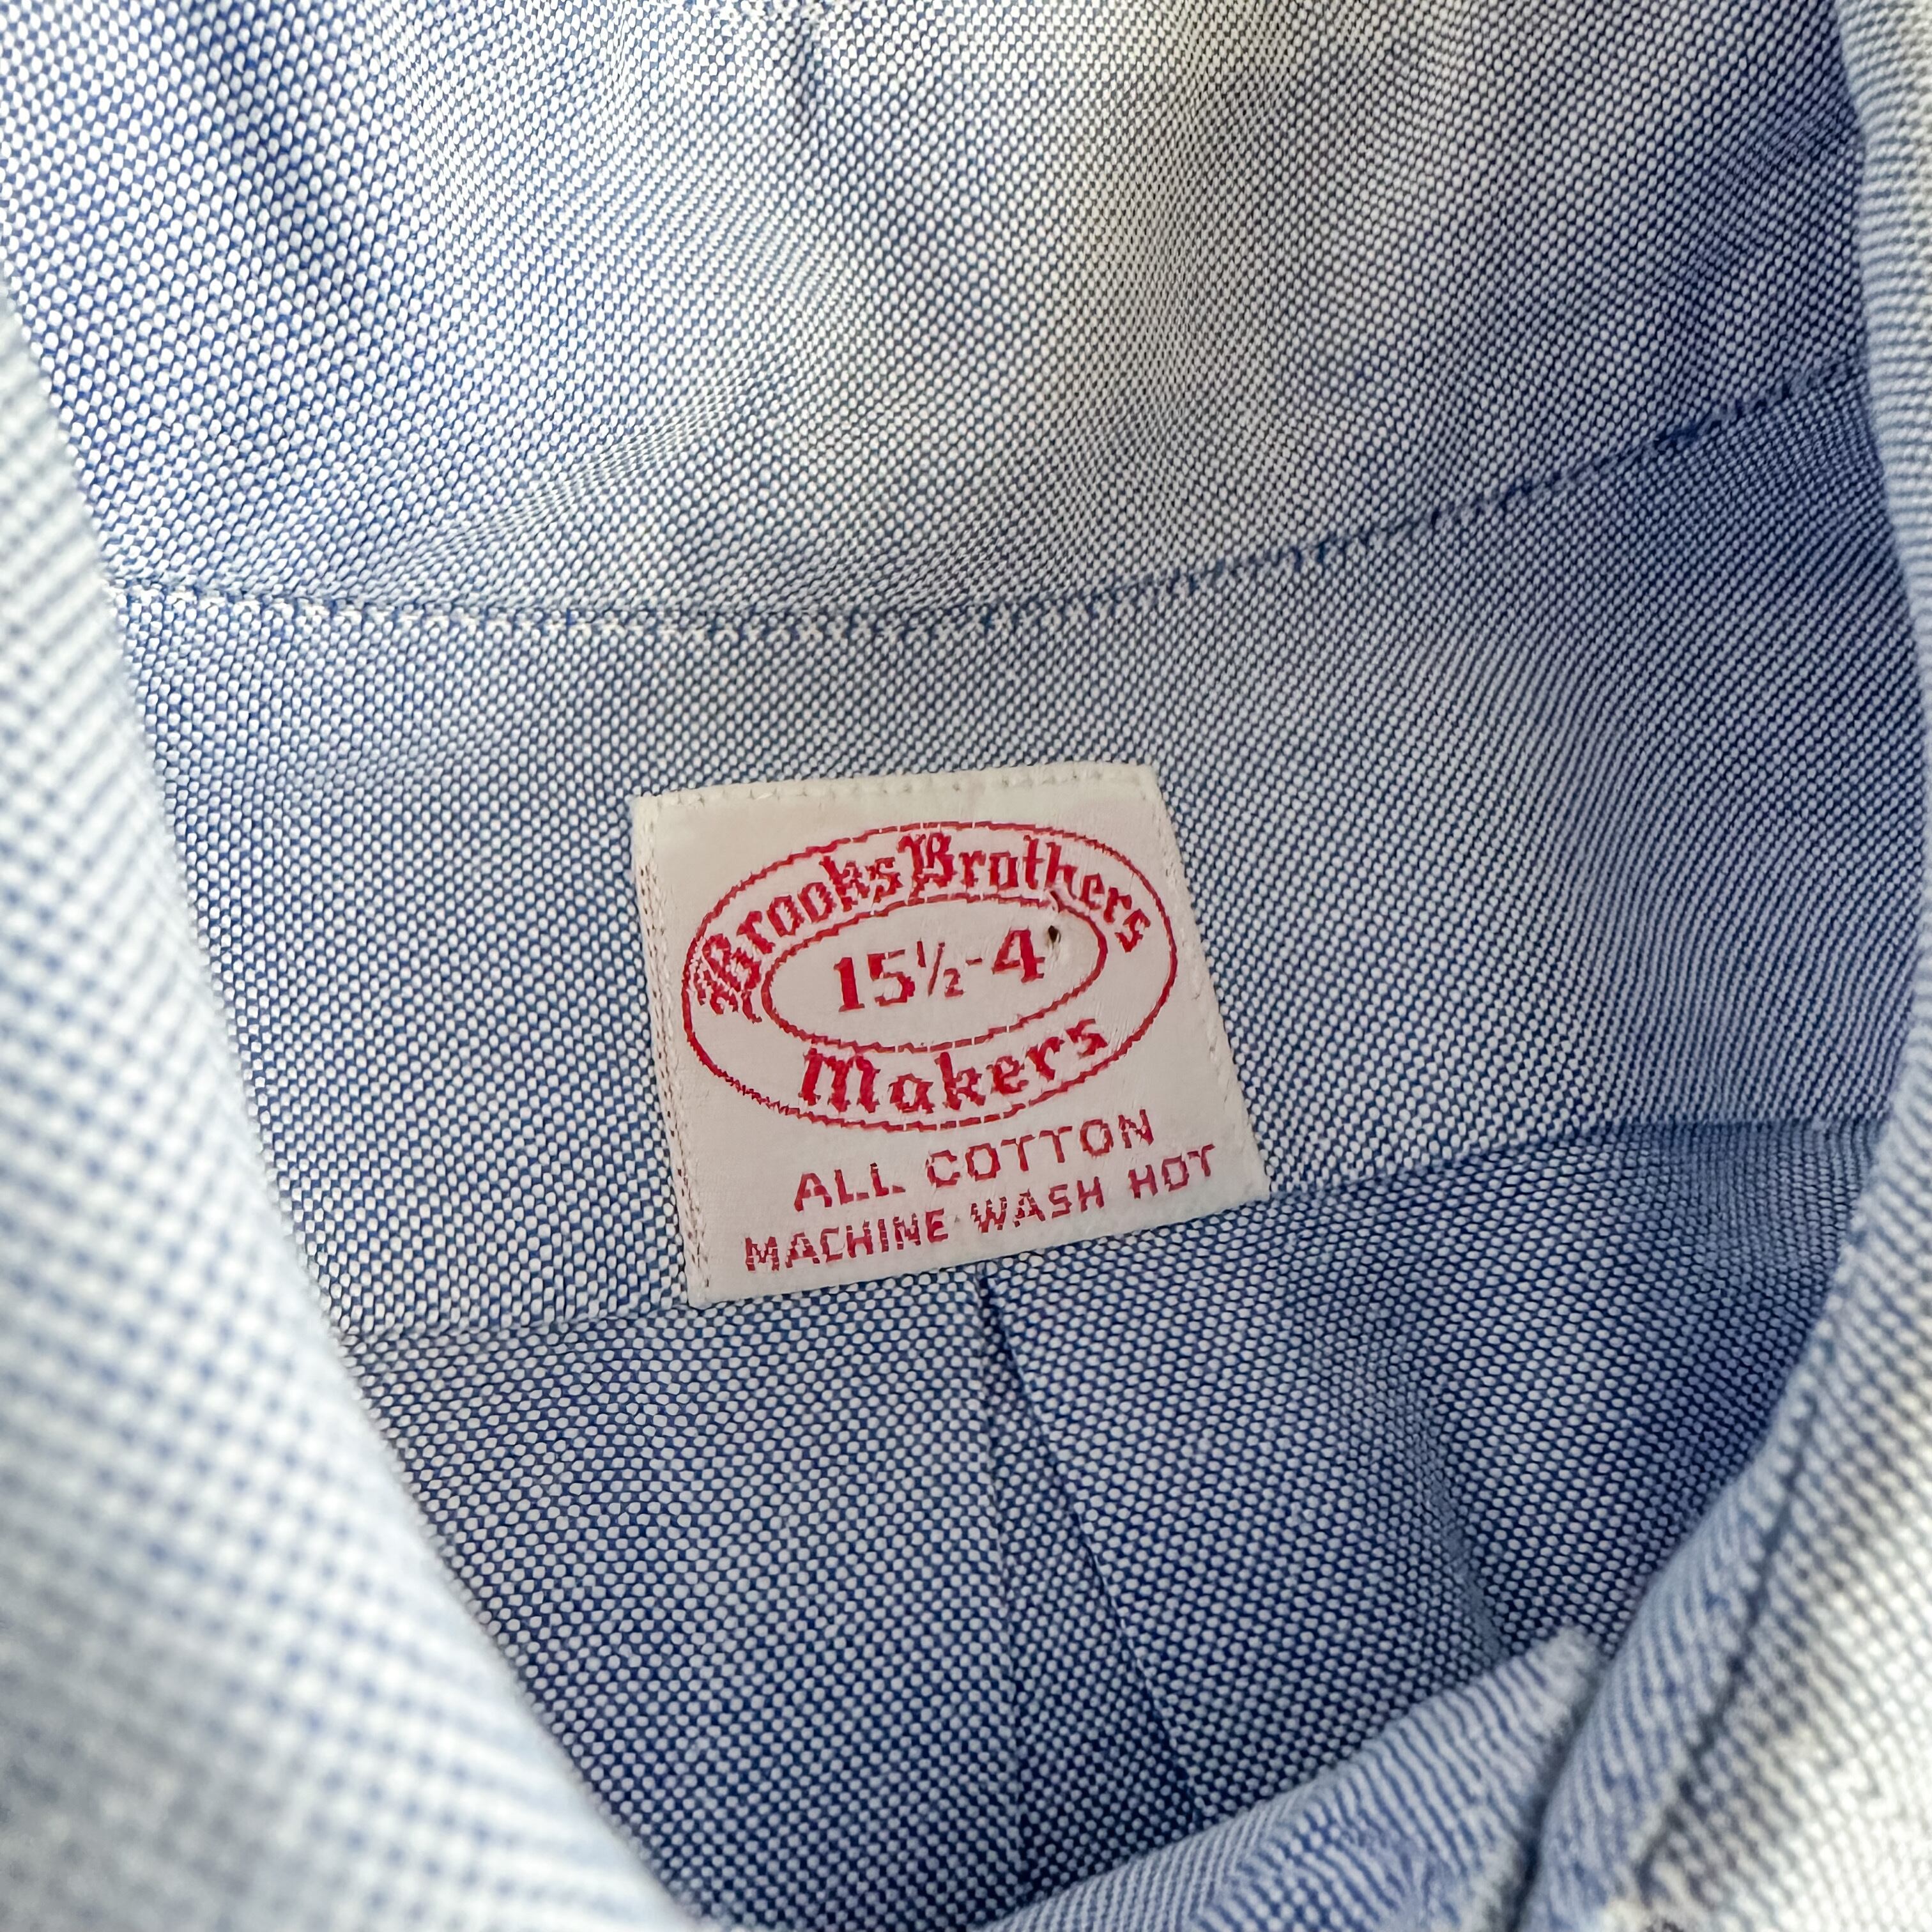 Brooks Brothers
15½-4
Makers
ALL COTTON
MACHINE WASH HOT